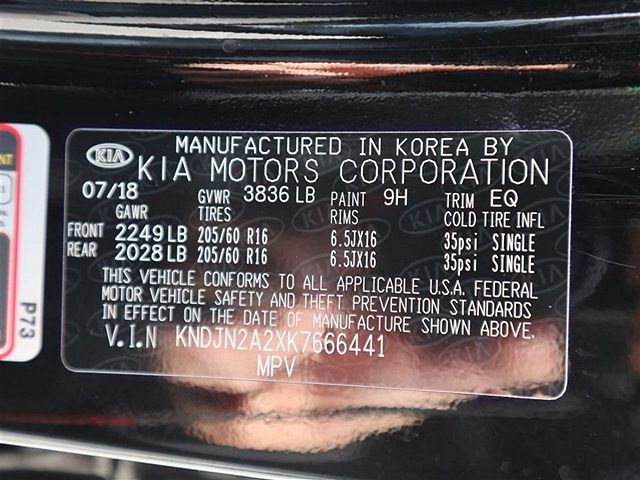 MANUFACTURED IN KOREA BY
KIA KIA MOTORS CORPORATION
07/18 GVWR 3836 LB PAINT 9H TRIM EQ
GAWR TIRES RIMS COLD TIRE INFL
FRONT 2249 LB 205/60 R16 6.5JX16 35psi SINGLE
REAR 2028 LB 205/60 R16 6.5JX16 35psi SINGLE
THIS VEHICLE CONFORMS TO ALL APPLICABLE U.S.A. FEDERAL
MOTOR VEHICLE SAFETY AND THEFT PREVENTION STANDARDS
IN EFFECT ON THE DATE OF MANUFACTURE SHOWN ABOVE.
V.I.N KNDJN2A2XK7666441
MPV
P73